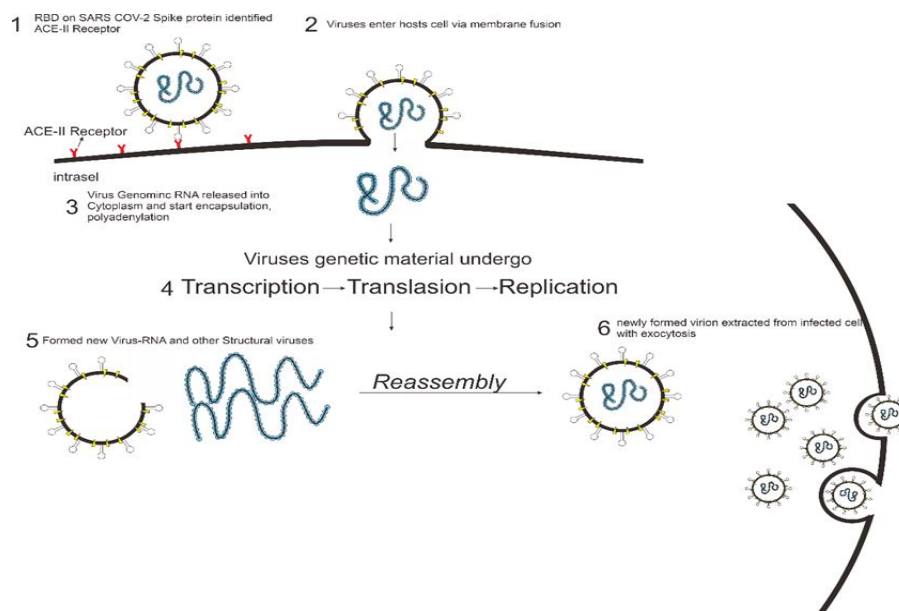 1 RBD on SARS COV-2 Spike protein identified
ACE-II Receptor
2 Viruses enter hosts cell via membrane fusion
ACE-II Receptor
intrasel
3 Virus Genominc RNA released into
Cytoplasm and start encapsulation,
polyadenylation
Viruses genetic material undergo
4 Transcription Translasion Replication
5 Formed new Virus-RNA and other Structural viruses
6 newly formed virion extracted from infected cell
with exocytosis
Reassembly